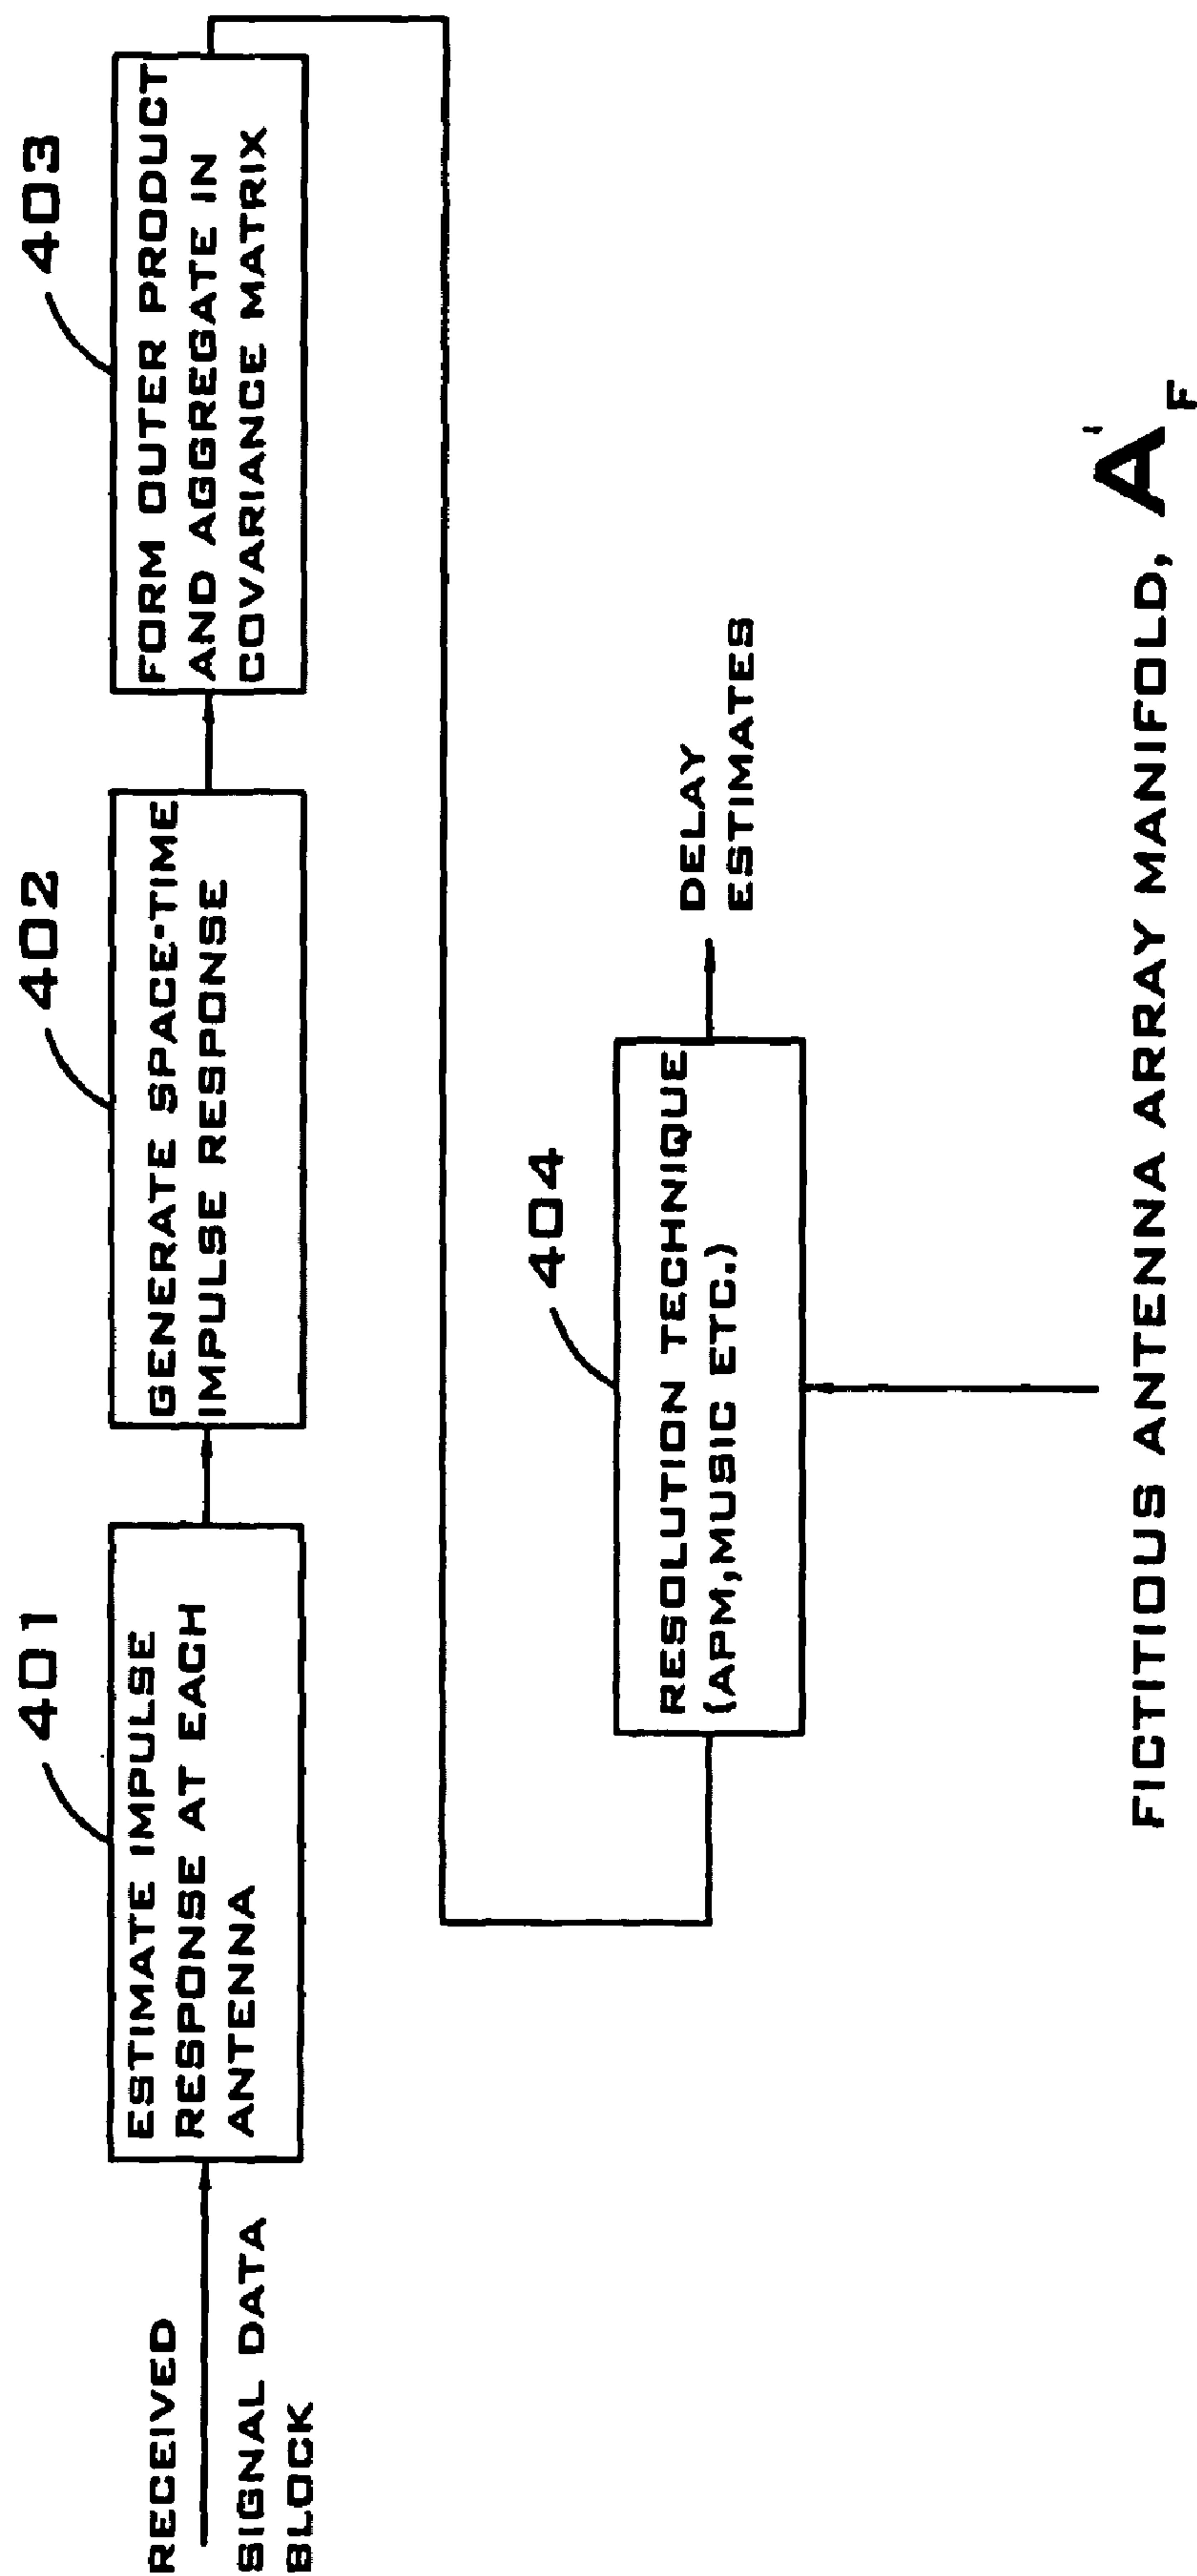 RECEIVED
SIGNAL DATA
BLOCK
401
ESTIMATE IMPULSE
RESPONSE AT EACH
ANTENNA
402
GENERATE SPACE-TIME
IMPULSE RESPONSE
403
FORM OUTER PRODUCT
AND AGGREGATE IN
COVARIANCE MATRIX
404
RESOLUTION TECHNIQUE
(APM,MUSIC ETC.)
DELAY
ESTIMATES
FICTITIOUS ANTENNA ARRAY MANIFOLD, A'F